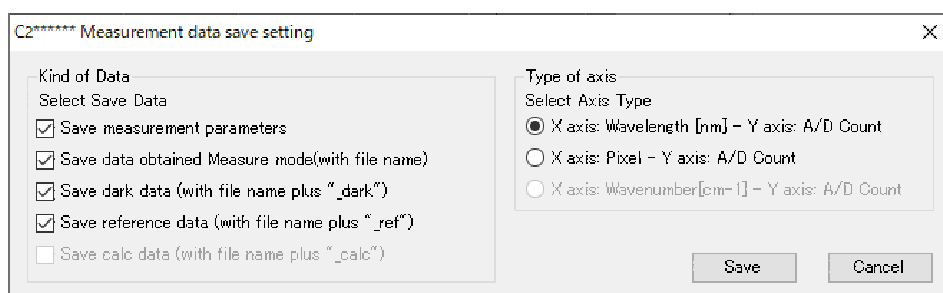 C2****** Measurement data save setting
Kind of Data
Select Save Data
Save measurement parameters
Save data obtained Measure mode(with file name)
Save dark data (with file name plus "_dark")
Save reference data (with file name plus "_ref")
Save calc data (with file name plus "_calc")
Type of axis
Select Axis Type
X axis: Wavelength [nm] - Y axis: A/D Count
X axis: Pixel - Y axis: A/D Count
X axis: Wavenumber[cm-1] - Y axis: A/D Count
Save
Cancel